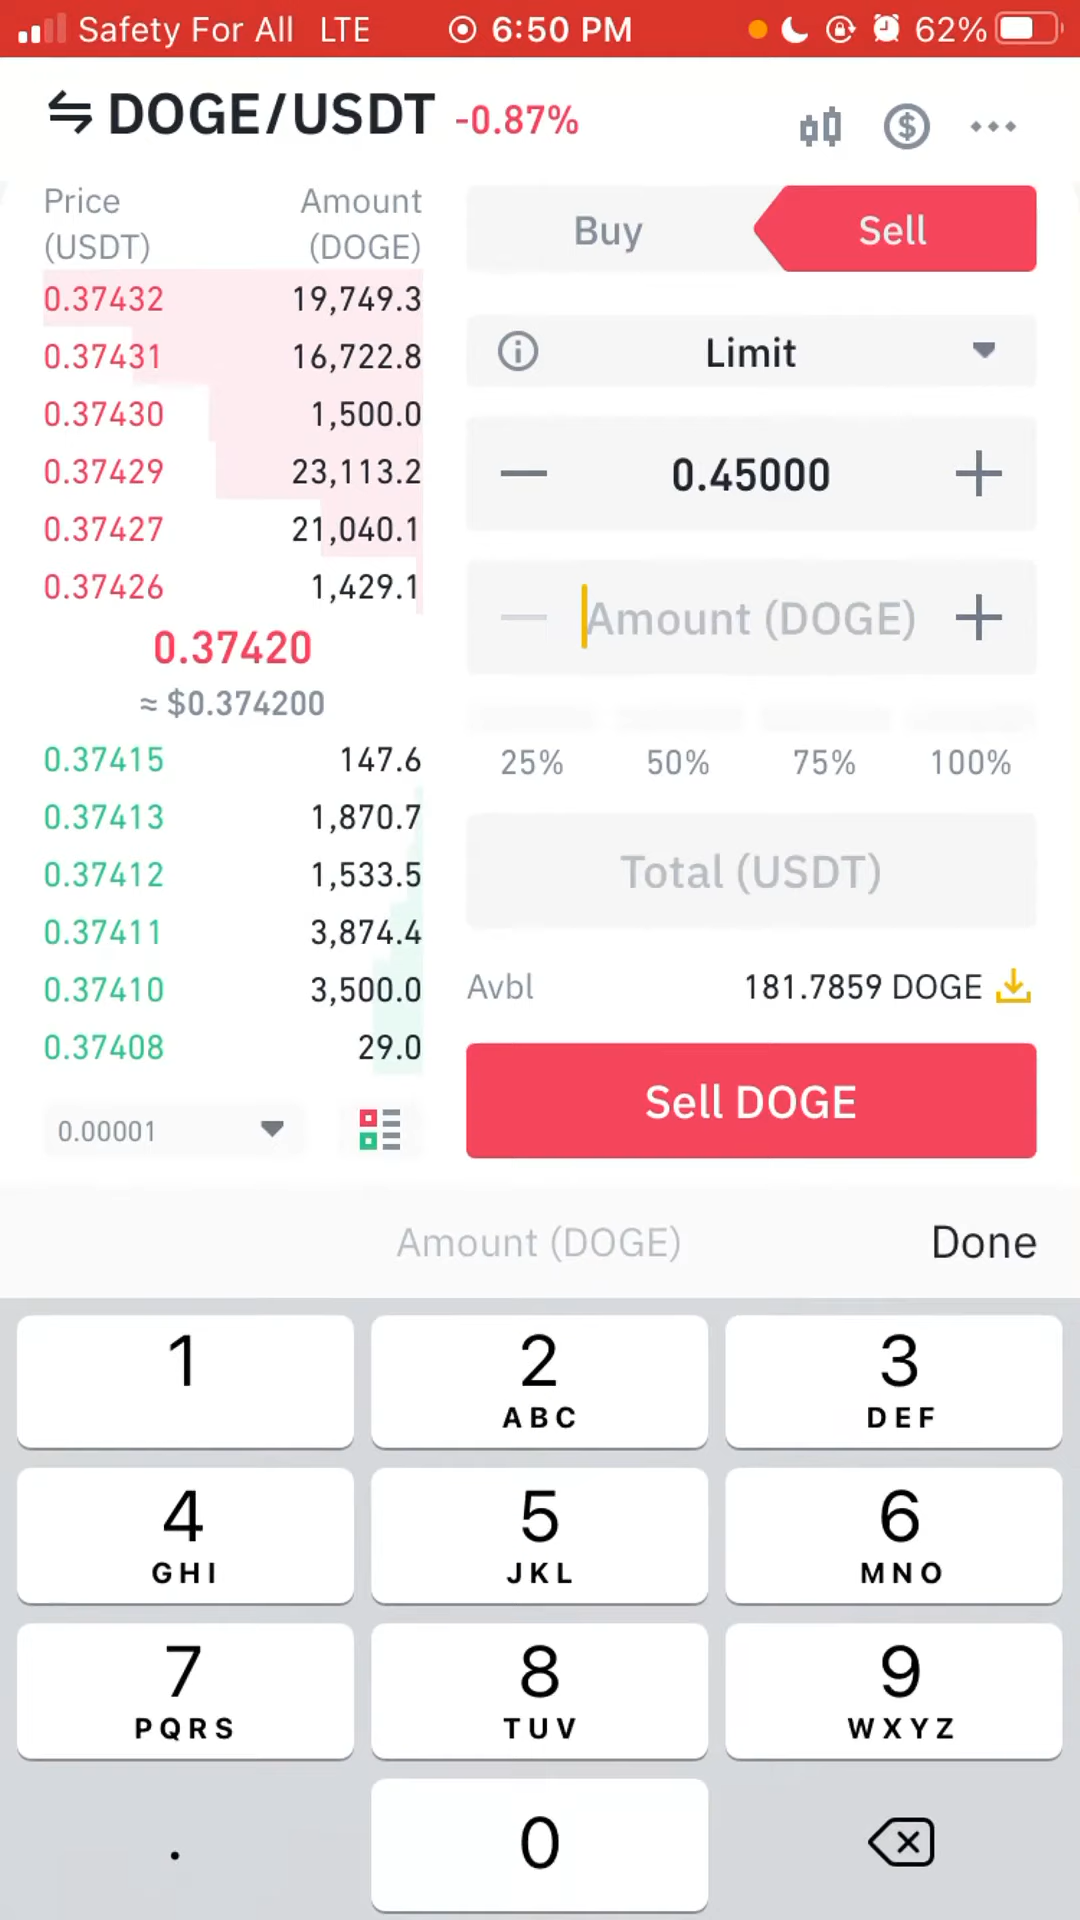 Safety For All LTE 6:50 PM 62%
DOGE/USDT -0.87%
Price
(USDT)
Amount
(DOGE)
0.37432 19,749.3
0.37431 16,722.8
0.37430 1,500.0
0.37429 23,113.2
0.37427 21,040.1
0.37426 1,429.1
0.37420
≈ $0.374200
0.37415 147.6
0.37413 1,870.7
0.37412 1,533.5
0.37411 3,874.4
0.37410 3,500.0
0.37408 29.0
0.00001
Buy Sell
Limit
0.45000
Amount (DOGE)
25% 50% 75% 100%
Total (USDT)
Avbl 181.7859 DOGE
Sell DOGE
Amount (DOGE) Done
1 2 3
ABC DEF
4 5 6
GHI JKL MNO
7 8 9
PQRS TUV WXYZ
. 0